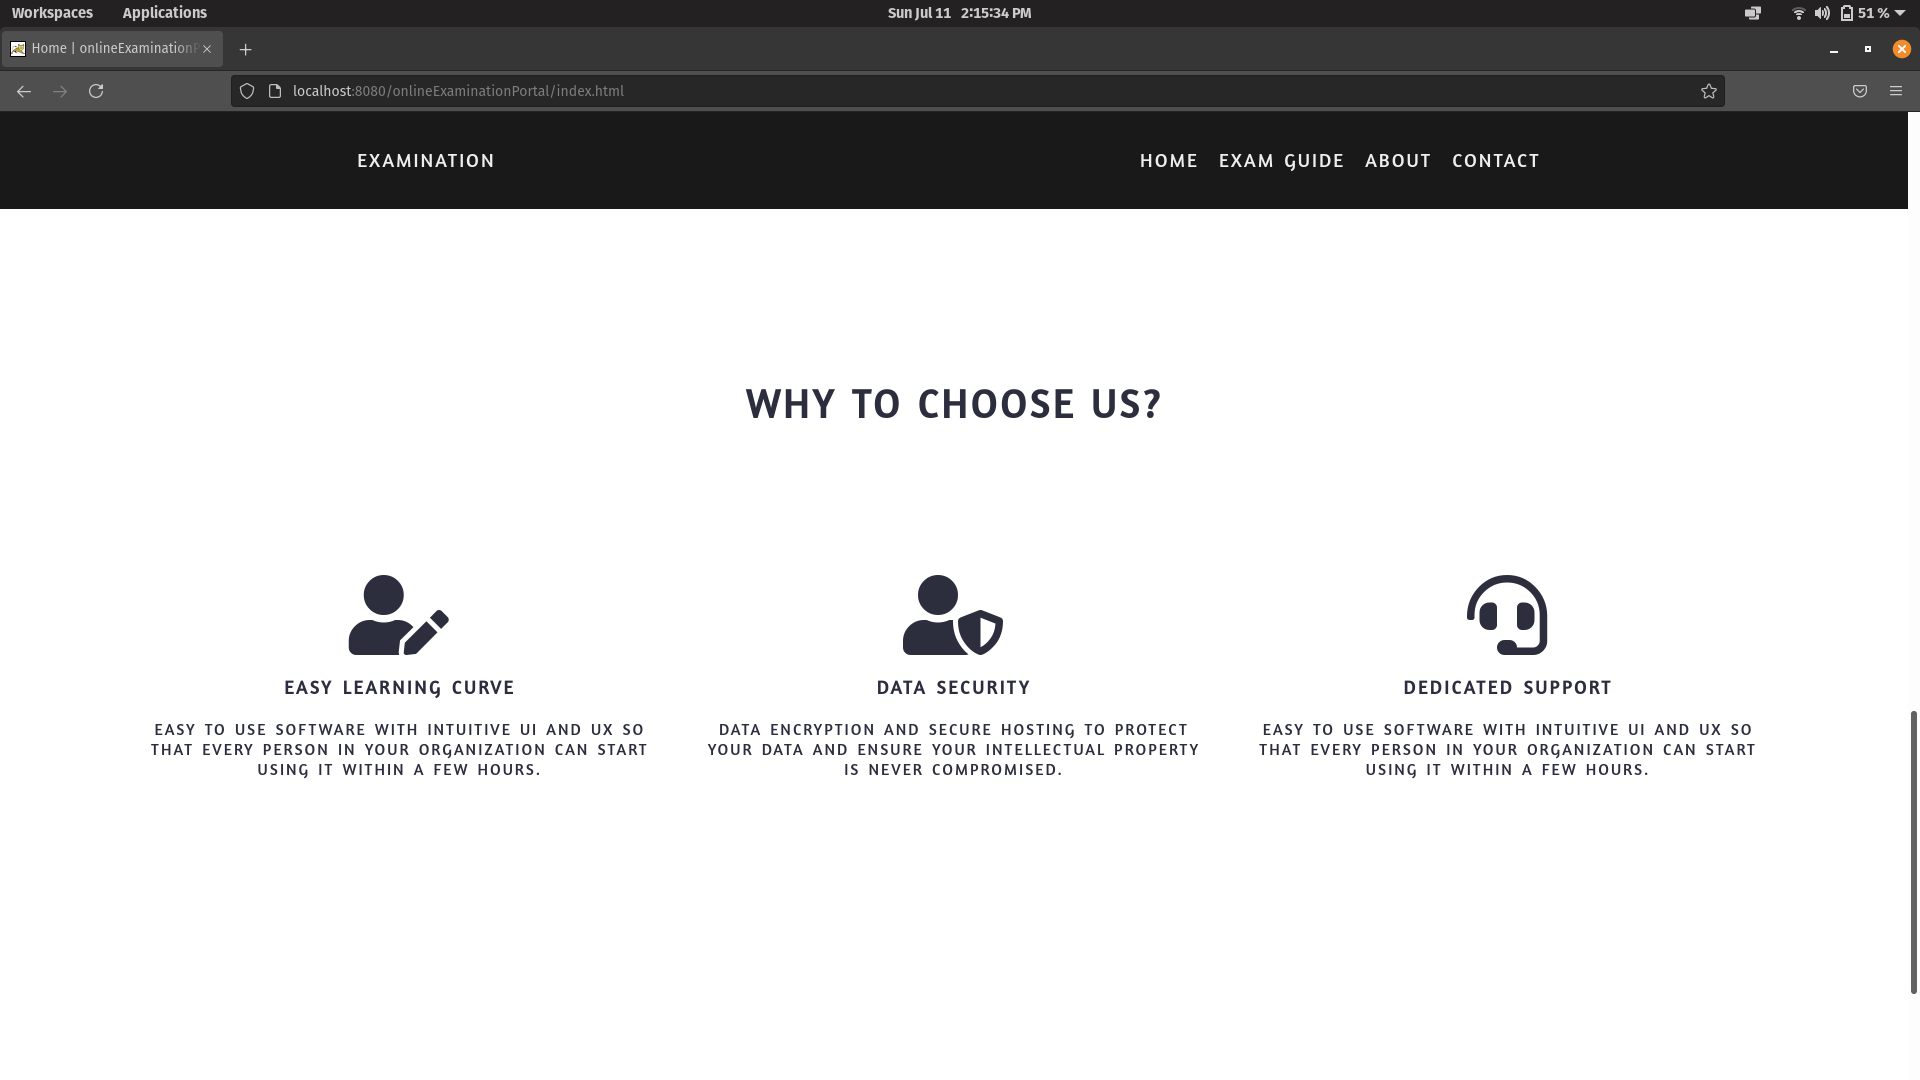 Workspaces Applications Sun Jul 11 2:15:34 PM 51 %
Home | onlineExamination
localhost:8080/onlineExaminationPortal/index.html
EXAMINATION HOME EXAM GUIDE ABOUT CONTACT
WHY TO CHOOSE US?
EASY LEARNING CURVE
EASY TO USE SOFTWARE WITH INTUITIVE UI AND UX SO
THAT EVERY PERSON IN YOUR ORGANIZATION CAN START
USING IT WITHIN A FEW HOURS.
DATA SECURITY
DATA ENCRYPTION AND SECURE HOSTING TO PROTECT
YOUR DATA AND ENSURE YOUR INTELLECTUAL PROPERTY
IS NEVER COMPROMISED.
DEDICATED SUPPORT
EASY TO USE SOFTWARE WITH INTUITIVE UI AND UX SO
THAT EVERY PERSON IN YOUR ORGANIZATION CAN START
USING IT WITHIN A FEW HOURS.